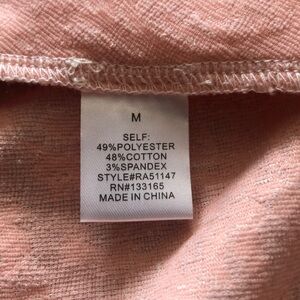 M
SELF:
49%POLYESTER
48%COTTON
3%SPANDEX
STYLE#RA51147
RN#133165
MADE IN CHINA